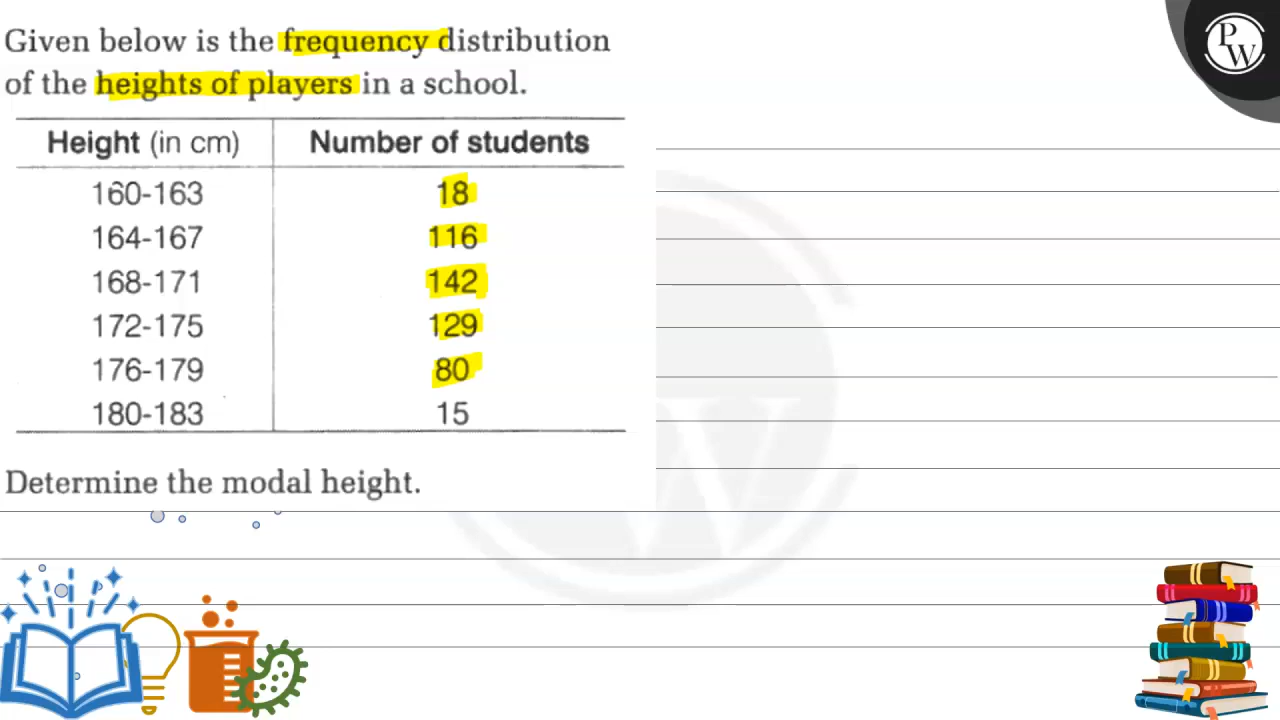 Given below is the frequency distribution
of the heights of players in a school.
Height (in cm) Number of students
160-163 18
164-167 116
168-171 142
172-175 129
176-179 80
180-183 15
Determine the modal height.
PW